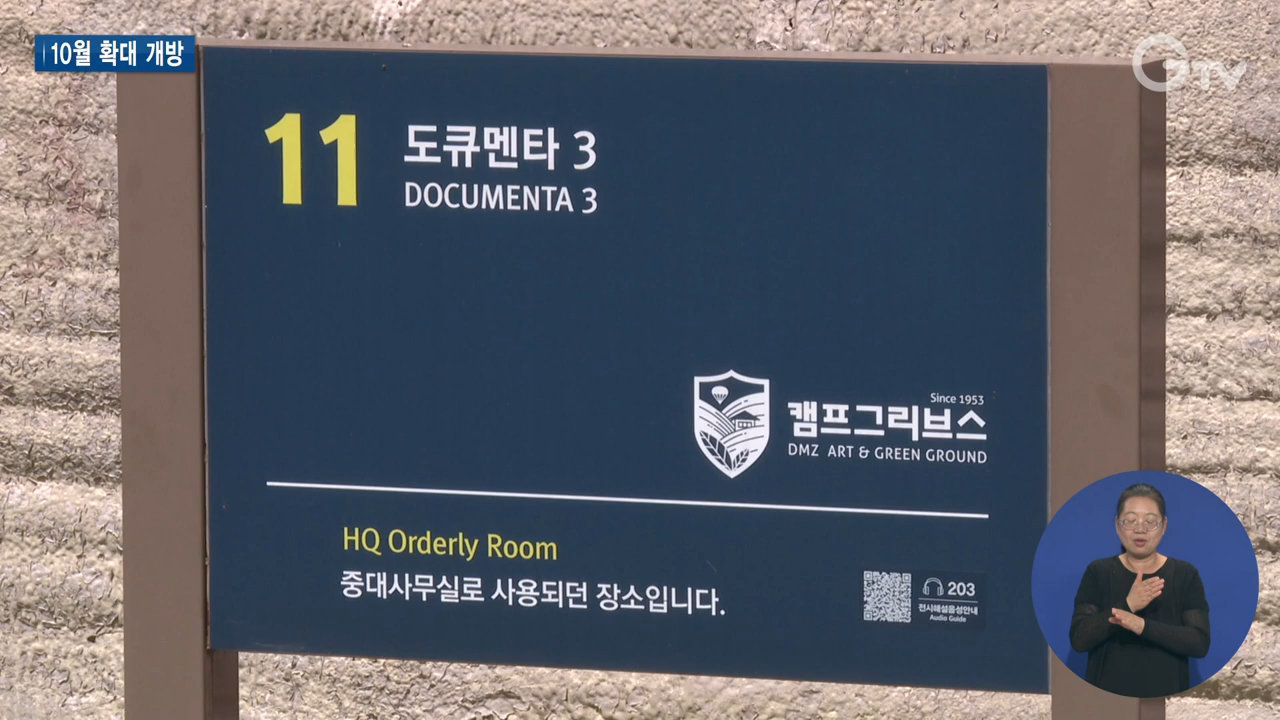 10월 확대 개방
GTV
11
도큐멘타 3
DOCUMENTA 3
Since 1953
캠프그리브스
DMZ ART & GREEN GROUND
HQ Orderly Room
중대사무실로 사용되던 장소입니다.
203
전시해설음성안내
Audio Guide